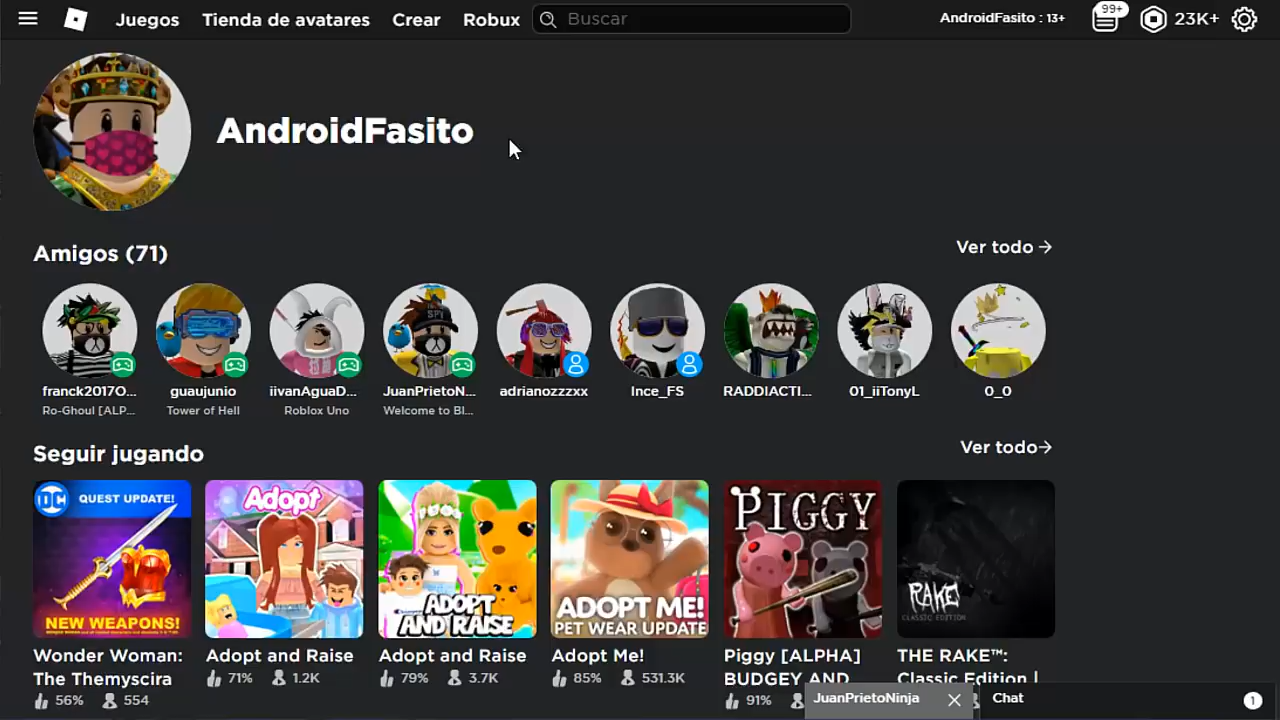 Juegos Tienda de avatares Crear Robux Buscar AndroidFasito : 13+ 99+ 23K+
AndroidFasito
Amigos (71) Ver todo →
franck2017O... guaujunio iivanAguaD... JuanPrietoN... adrianozzzxx Ince_FS RADDIACTI... 01_iiTonyL 0_0
Ro-Ghoul [ALP... Tower of Hell Roblox Uno Welcome to Bl...
Seguir jugando Ver todo→
DC QUEST UPDATE!
NEW WEAPONS!
Adopt
ADOPT
AND RAISE
ADOPT ME!
PET WEAR UPDATE
PIGGY
RAKE
CLASSIC EDITION
Wonder Woman: Adopt and Raise Adopt and Raise Adopt Me! Piggy [ALPHA] THE RAKE™:
The Themyscira 71% 1.2K 79% 3.7K 85% 531.3K BUDGEY AND Classic Edition |
56% 554 91% JuanPrietoNinja Chat 1